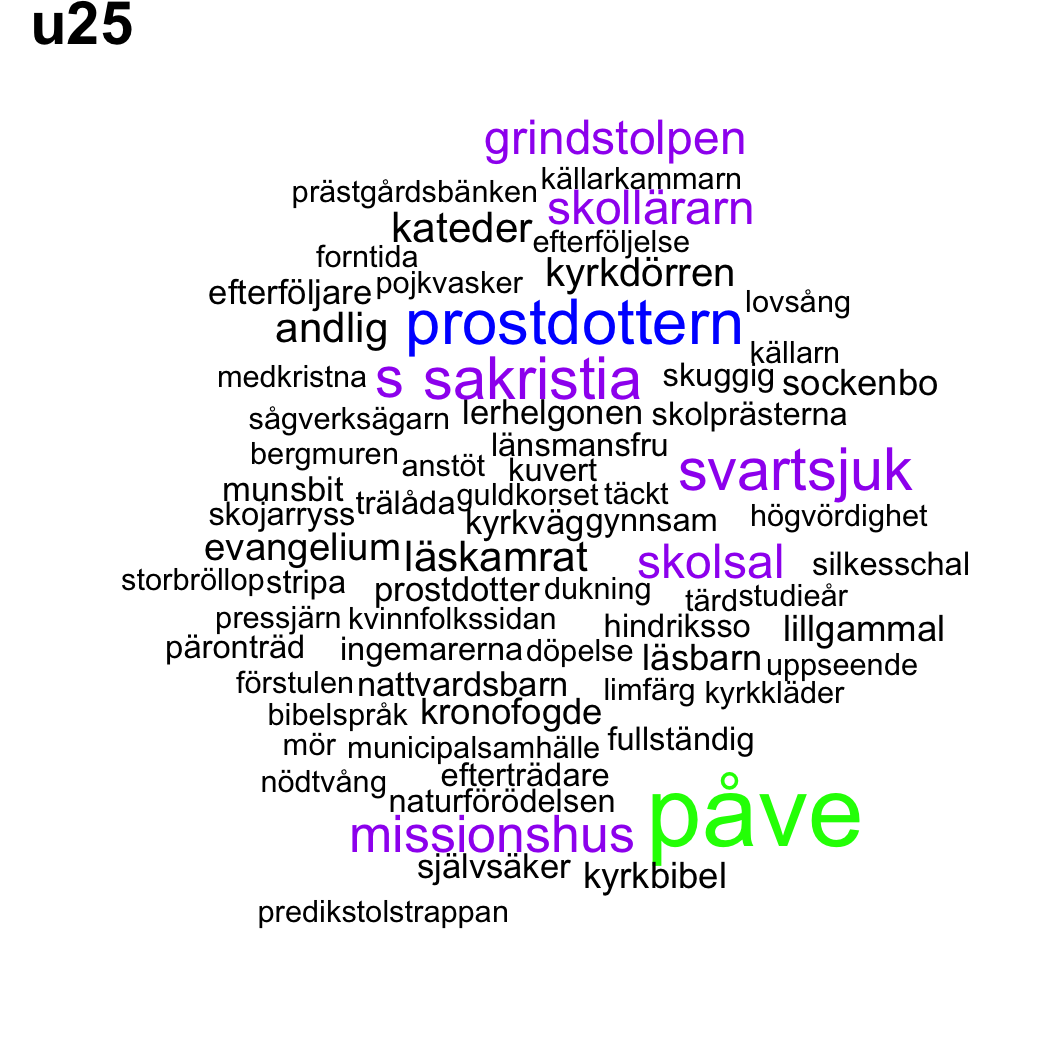 u25
grindstolpen
källarkammarn
prästgårdsbänken
skollärarn
kateder
efterföljelse
forntida
kyrkdörren
pojkvasker
efterföljare
lovsång
prostdottern
andlig
källarn
s sakristia
medkristna
skuggig
sockenbo
lerhelgonen
skolprästerna
sågverksägarn
länsmansfru
bergmuren
anstöt
kuvert
svartsjuk
munsbit
trälåda
guldkorset
täckt
skojarryss
kyrkväg
gynnsam
högvördighet
evangelium
läskamrat
skolsal
silkesschal
storbröllop
stripa
prostdotter
dukning
tärd
studieår
pressjärn
kvinnfolkssidan
hindriksso
lillgammal
päronträd
ingemarerna
döpelse
läsbarn
uppseende
förstulen
nattvardsbarn
limfärg
kyrkkläder
bibelspråk
kronofogde
mör
municipalsamhälle
fullständig
nödtvång
efterträdare
naturförödelsen
påve
missionshus
självsäker
kyrkbibel
predikstolstrappan